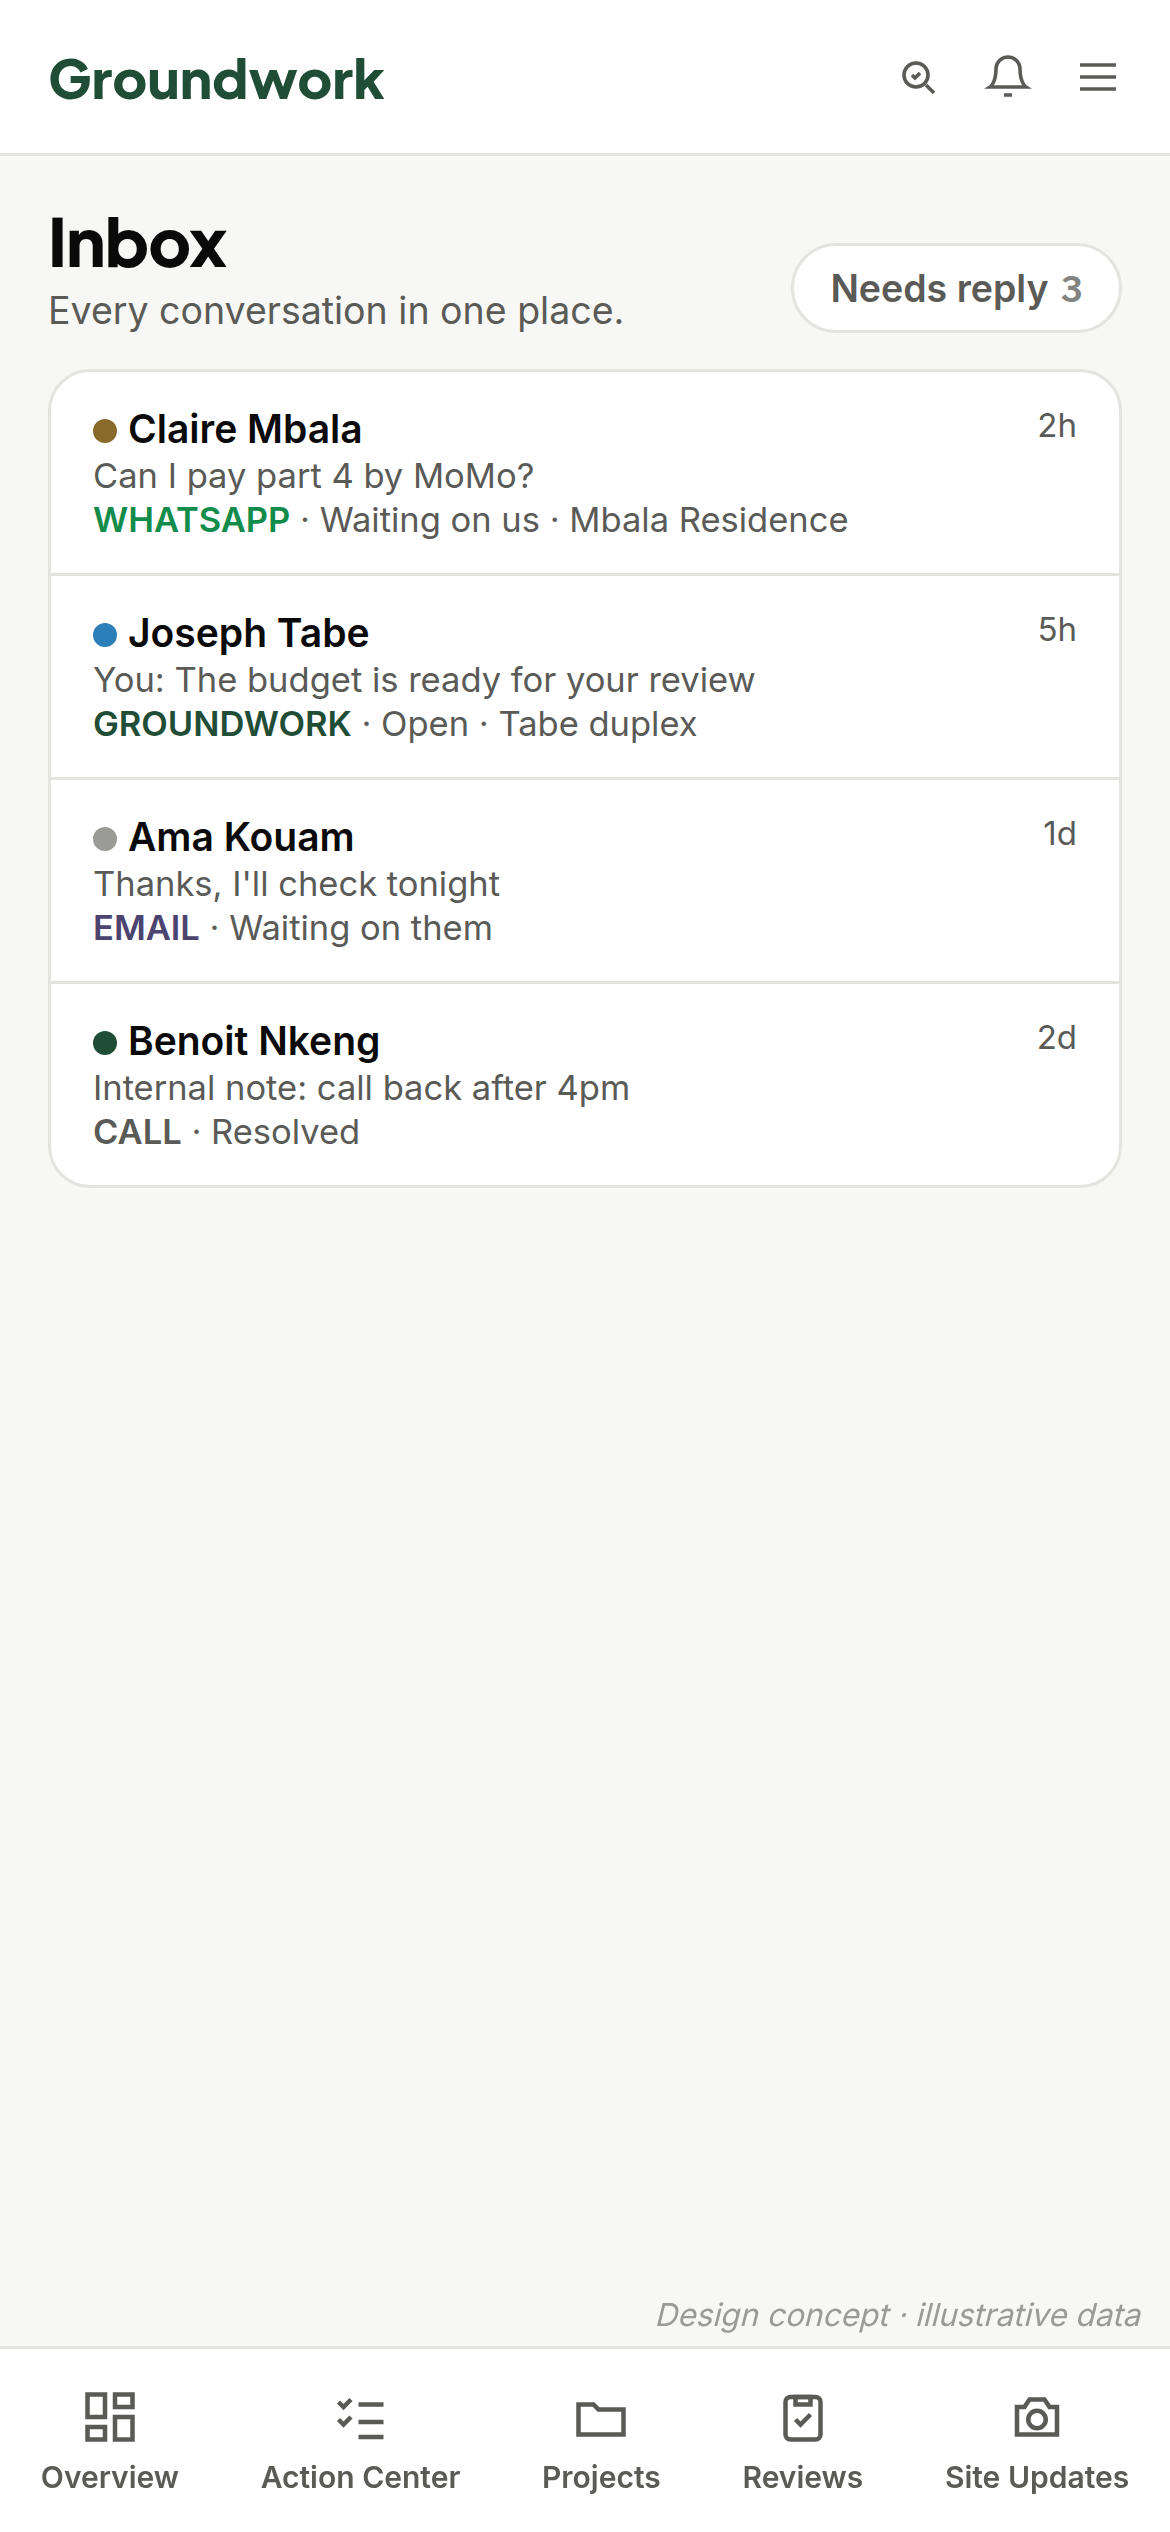 Groundwork
Inbox
Every conversation in one place.
Needs reply 3
Claire Mbala 2h
Can I pay part 4 by MoMo?
WHATSAPP · Waiting on us · Mbala Residence
Joseph Tabe 5h
You: The budget is ready for your review
GROUNDWORK · Open · Tabe duplex
Ama Kouam 1d
Thanks, I'll check tonight
EMAIL · Waiting on them
Benoit Nkeng 2d
Internal note: call back after 4pm
CALL · Resolved
Design concept · illustrative data
Overview Action Center Projects Reviews Site Updates